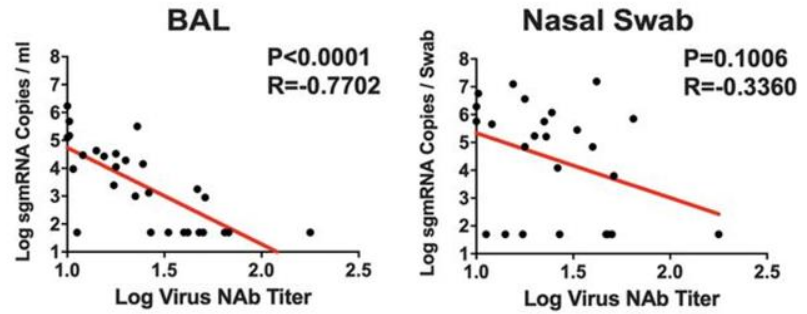 BAL
P<0.0001
R=-0.7702
Log sgmRNA Copies / ml
8
7
6
5
4
3
2
1
1.0
1.5
2.0
2.5
Log Virus NAb Titer
Nasal Swab
P=0.1006
R=-0.3360
Log sgmRNA Copies / Swab
8
7
6
5
4
3
2
1
1.0
1.5
2.0
2.5
Log Virus NAb Titer